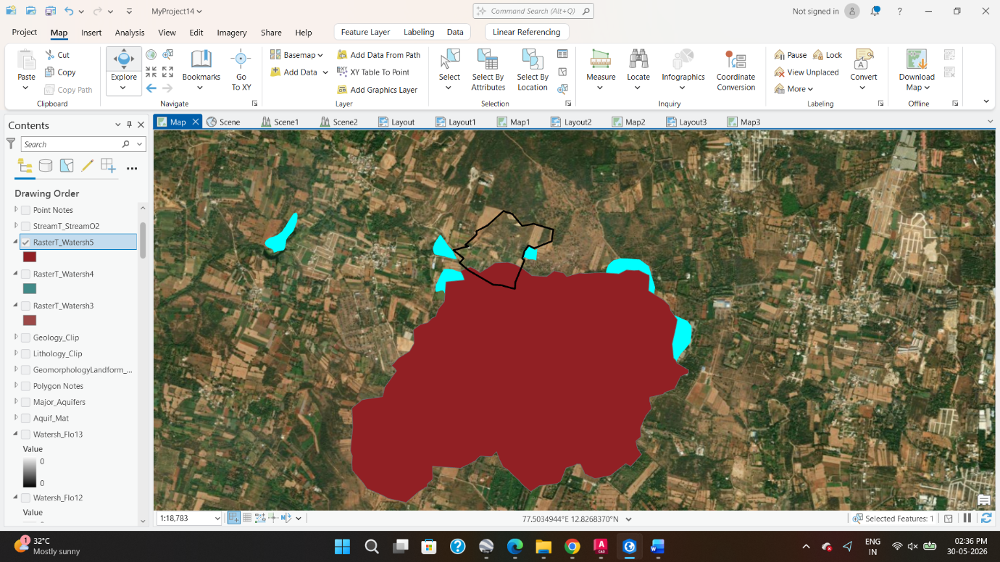 MyProject14
Command Search (Alt+Q)
Not signed in
?
Project
Map
Insert
Analysis
View
Edit
Imagery
Share
Help
Feature Layer
Labeling
Data
Linear Referencing
Paste
Cut
Copy
Copy Path
Clipboard
Explore
Bookmarks
Go To XY
Navigate
Basemap
Add Data
Add Data From Path
XY Table To Point
Add Graphics Layer
Layer
Select
Select By Attributes
Select By Location
Selection
Measure
Locate
Infographics
Coordinate Conversion
Inquiry
Pause
Lock
View Unplaced
More
Convert
Labeling
Download Map
Offline
Contents
Search
Drawing Order
Point Notes
StreamT_StreamO2
RasterT_Watersh5
RasterT_Watersh4
RasterT_Watersh3
Geology_Clip
Lithology_Clip
GeomorphologyLandform_...
Polygon Notes
Major_Aquifers
Aquif_Mat
Watersh_Flo13
Value
0
0
Watersh_Flo12
Value
Map
Scene
Scene1
Scene2
Layout
Layout1
Map1
Layout2
Map2
Layout3
Map3
1:18,783
77.5034944°E 12.8268370°N
Selected Features: 1
1
32°C
Mostly sunny
ENG
IN
02:36 PM
30-05-2026